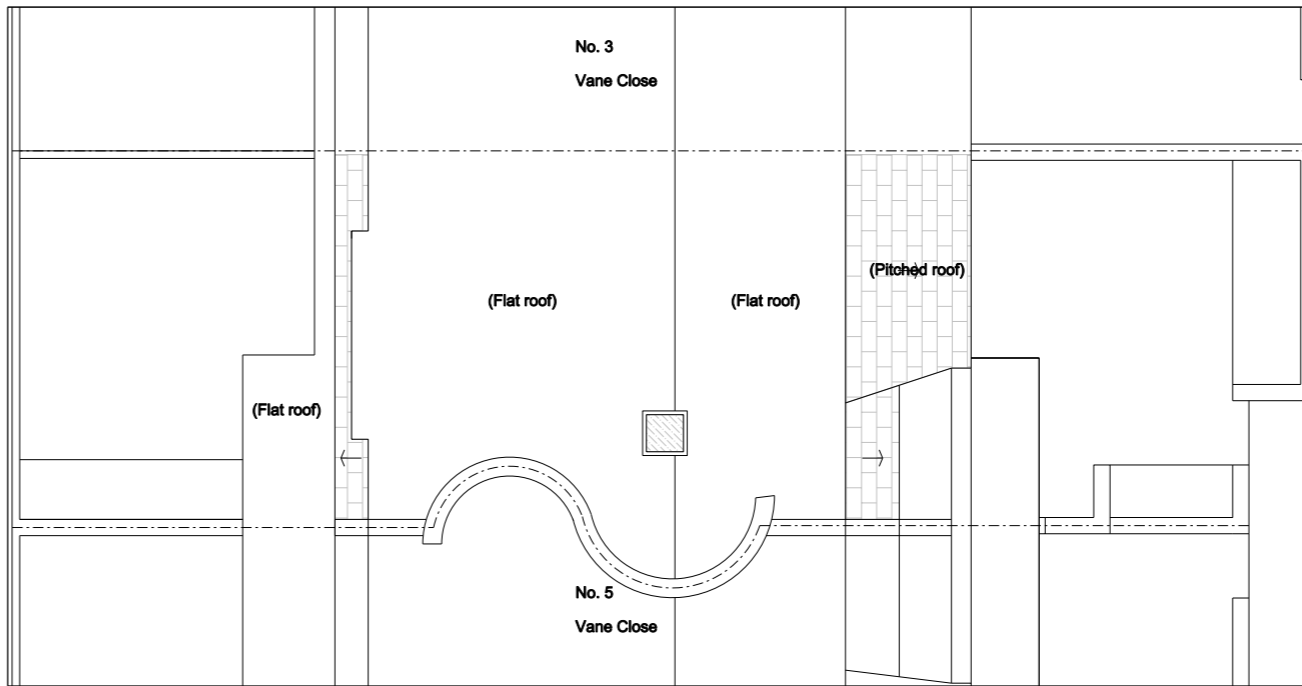 No. 3
Vane Close
(Pitched roof)
(Flat roof)
(Flat roof)
(Flat roof)
No. 5
Vane Close